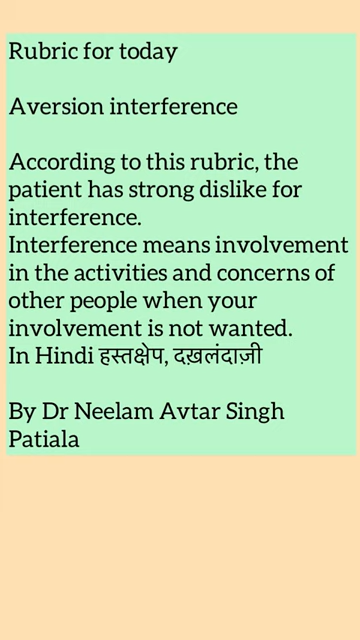 Rubric for today
Aversion interference
According to this rubric, the
patient has strong dislike for
interference.
Interference means involvement
in the activities and concerns of
other people when your
involvement is not wanted.
In Hindi हस्तक्षेप, दख़लंदाज़ी
By Dr Neelam Avtar Singh
Patiala